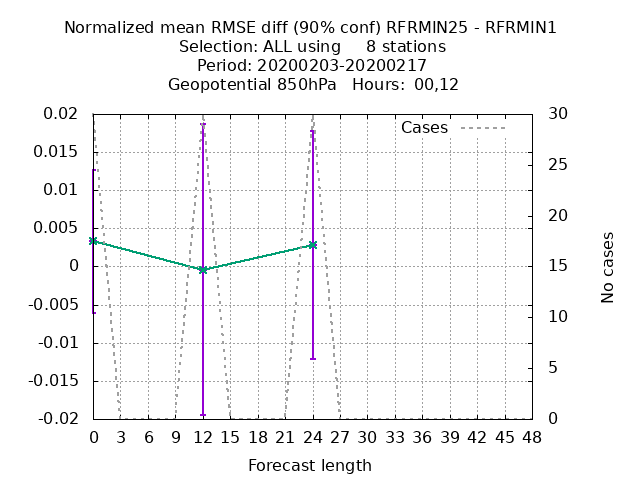 Normalized mean RMSE diff (90% conf) RFRMIN25 - RFRMIN1
Selection: ALL using     8 stations
Period: 20200203-20200217
Geopotential 850hPa   Hours:  00,12
Cases
0.02
0.015
0.01
0.005
0
-0.005
-0.01
-0.015
-0.02
30
25
20
15
10
5
0
No cases
0 3 6 9 12 15 18 21 24 27 30 33 36 39 42 45 48
Forecast length